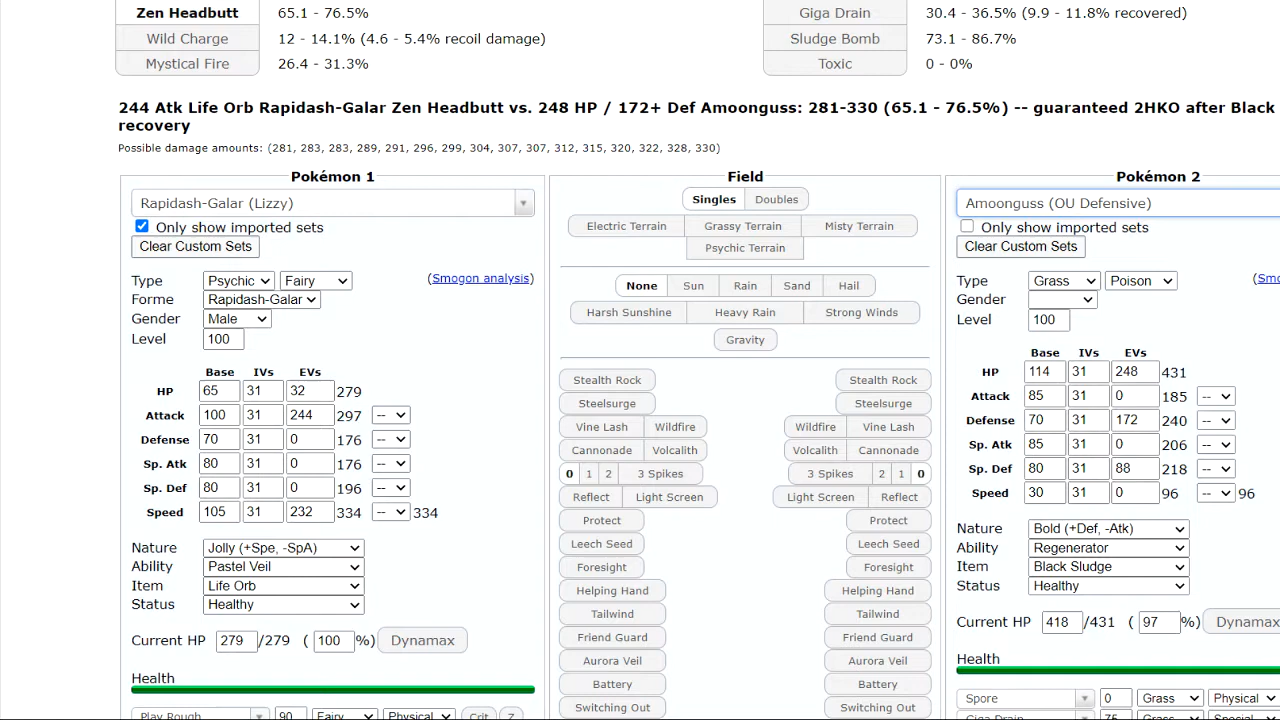 Zen Headbutt 65.1 - 76.5% Giga Drain 30.4 - 36.5% (9.9 - 11.8% recovered)
Wild Charge 12 - 14.1% (4.6 - 5.4% recoil damage) Sludge Bomb 73.1 - 86.7%
Mystical Fire 26.4 - 31.3% Toxic 0 - 0%
244 Atk Life Orb Rapidash-Galar Zen Headbutt vs. 248 HP / 172+ Def Amoonguss: 281-330 (65.1 - 76.5%) -- guaranteed 2HKO after Black
recovery
Possible damage amounts: (281, 283, 283, 289, 291, 296, 299, 304, 307, 307, 312, 315, 320, 322, 328, 330)
Pokémon 1
Rapidash-Galar (Lizzy)
Only show imported sets
Clear Custom Sets
Type Psychic Fairy (Smogon analysis)
Forme Rapidash-Galar
Gender Male
Level 100
Base IVs EVs
HP 65 31 32 279
Attack 100 31 244 297 --
Defense 70 31 0 176 --
Sp. Atk 80 31 0 176 --
Sp. Def 80 31 0 196 --
Speed 105 31 232 334 -- 334
Nature Jolly (+Spe, -SpA)
Ability Pastel Veil
Item Life Orb
Status Healthy
Current HP 279 /279 ( 100 %) Dynamax
Health
Play Rough 90 Fairy Physical Crit Z
Field
Singles Doubles
Electric Terrain Grassy Terrain Misty Terrain
Psychic Terrain
None Sun Rain Sand Hail
Harsh Sunshine Heavy Rain Strong Winds
Gravity
Stealth Rock Stealth Rock
Steelsurge Steelsurge
Vine Lash Wildfire Wildfire Vine Lash
Cannonade Volcalith Volcalith Cannonade
0 1 2 3 Spikes 3 Spikes 2 1 0
Reflect Light Screen Light Screen Reflect
Protect Protect
Leech Seed Leech Seed
Foresight Foresight
Helping Hand Helping Hand
Tailwind Tailwind
Friend Guard Friend Guard
Aurora Veil Aurora Veil
Battery Battery
Switching Out Switching Out
Pokémon 2
Amoonguss (OU Defensive)
Only show imported sets
Clear Custom Sets
Type Grass Poison (Smo
Gender
Level 100
Base IVs EVs
HP 114 31 248 431
Attack 85 31 0 185 --
Defense 70 31 172 240 --
Sp. Atk 85 31 0 206 --
Sp. Def 80 31 88 218 --
Speed 30 31 0 96 -- 96
Nature Bold (+Def, -Atk)
Ability Regenerator
Item Black Sludge
Status Healthy
Current HP 418 /431 ( 97 %) Dynamax
Health
Spore 0 Grass Physical
Giga Drain 75 Grass Special